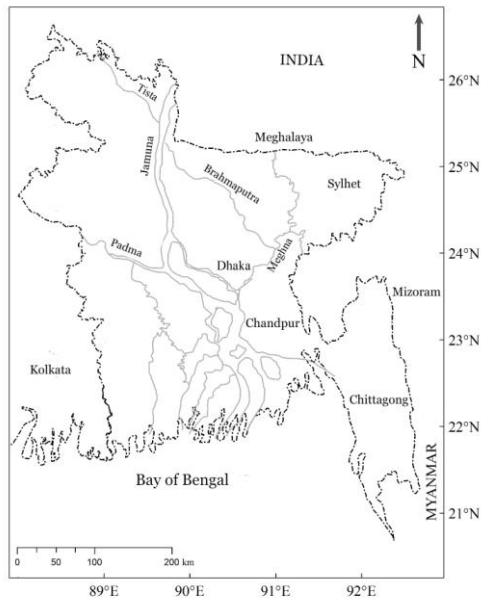 N
INDIA
26°N
Tista
Meghalaya
Jamuna
25°N
Brahmaputra
Sylhet
Padma
Meghna
24°N
Dhaka
Mizoram
Chandpur
23°N
Kolkata
Chittagong
22°N
Bay of Bengal
MYANMAR
21°N
0 50 100 200 km
89°E 90°E 91°E 92°E